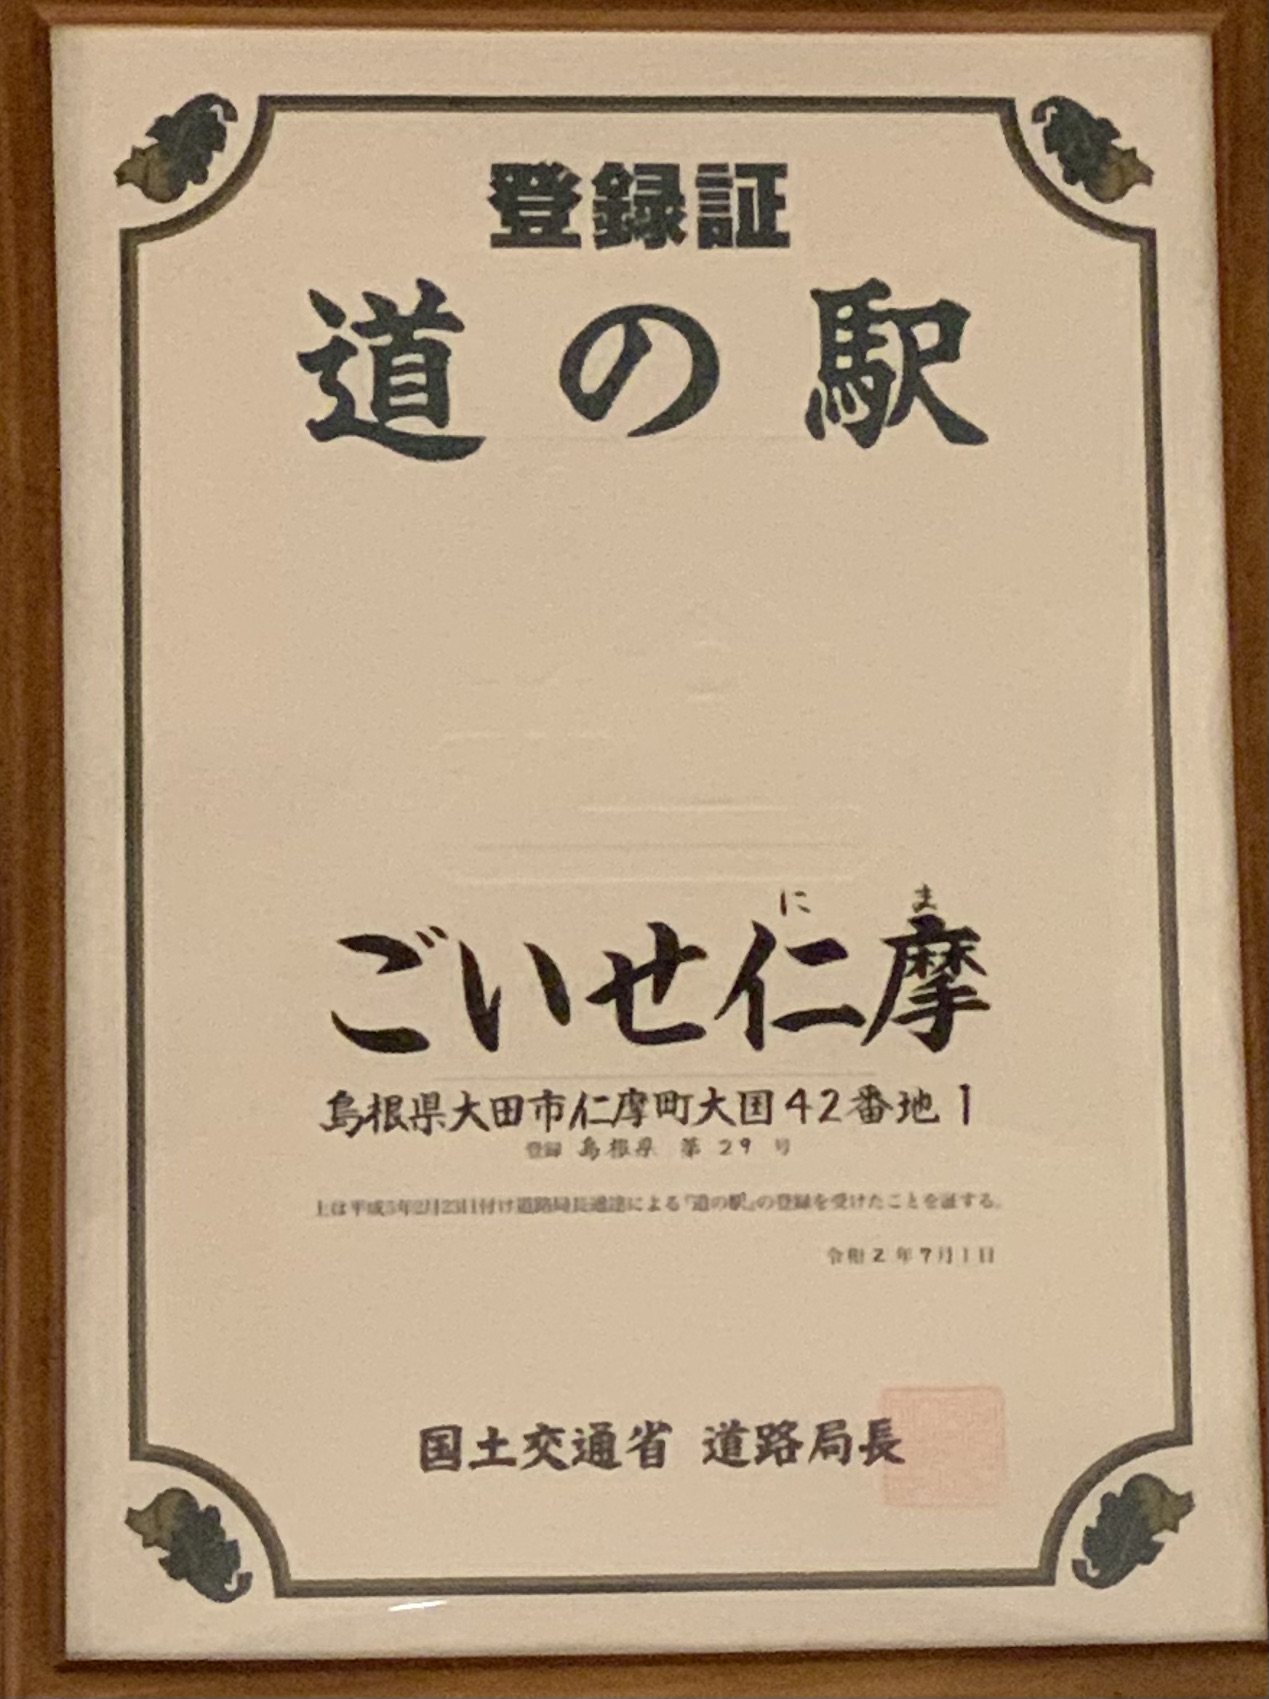 登録証
道の駅
にま
ごいせ仁摩
島根県大田市仁摩町大国42番地1
登録 島根県 第 29 号
上は平成5年2月23日付け道路局長通達による「道の駅」の登録を受けたことを証する。
令和 2 年 7 月 1 日
国土交通省 道路局長